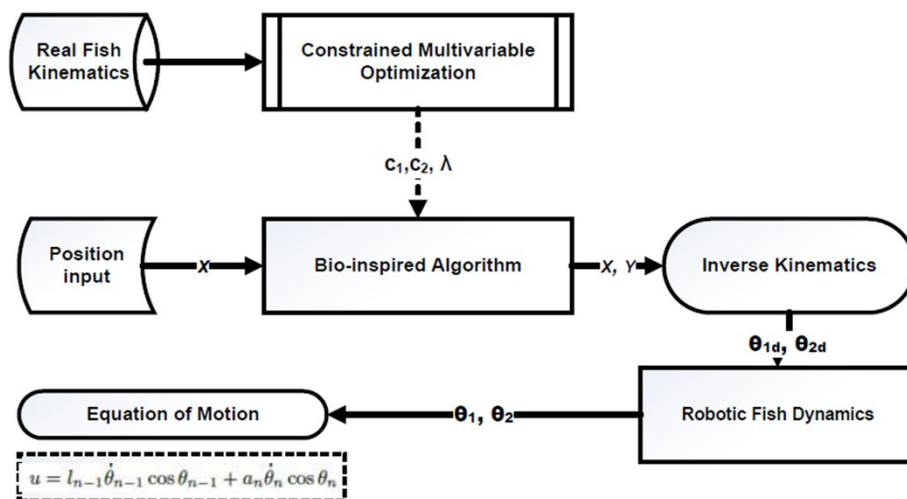 Real Fish
Kinematics
Constrained Multivariable
Optimization
c₁,c₂, λ
Position
input
X
Bio-inspired Algorithm
X, Y
Inverse Kinematics
θ₁d, θ₂d
Equation of Motion
θ₁, θ₂
Robotic Fish Dynamics
u = lₙ₋₁θ̇ₙ₋₁ cos θₙ₋₁ + aₙθ̇ₙ cos θₙ